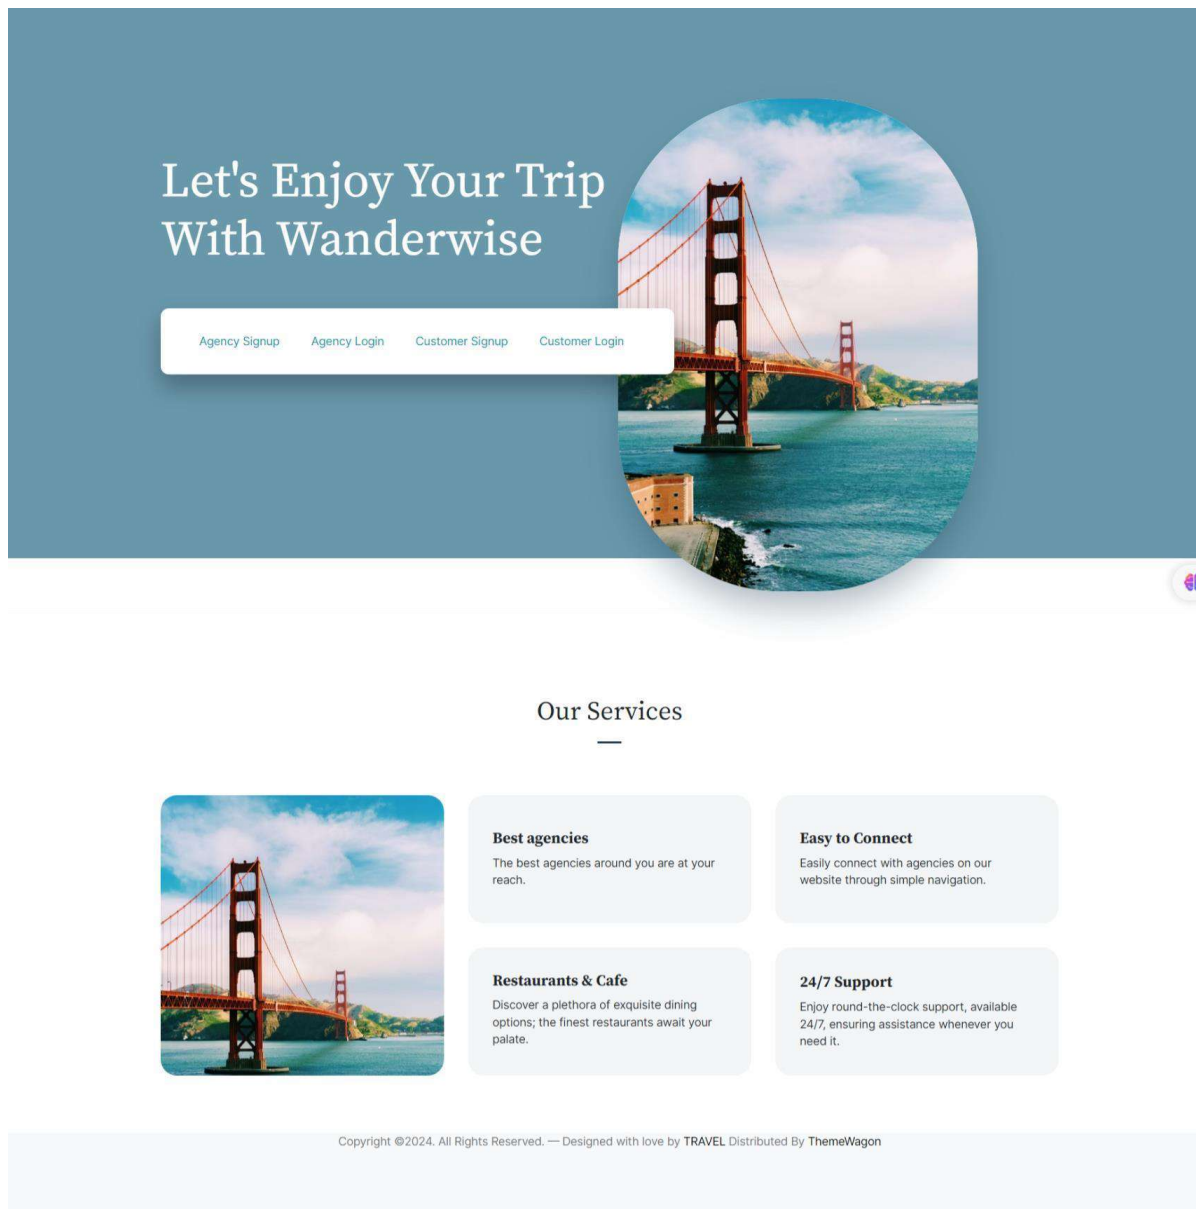 Let's Enjoy Your Trip
With Wanderwise
Agency Signup Agency Login Customer Signup Customer Login
Our Services
Best agencies
The best agencies around you are at your
reach.
Easy to Connect
Easily connect with agencies on our
website through simple navigation.
Restaurants & Cafe
Discover a plethora of exquisite dining
options; the finest restaurants await your
palate.
24/7 Support
Enjoy round-the-clock support, available
24/7, ensuring assistance whenever you
need it.
Copyright ©2024. All Rights Reserved. — Designed with love by TRAVEL Distributed By ThemeWagon